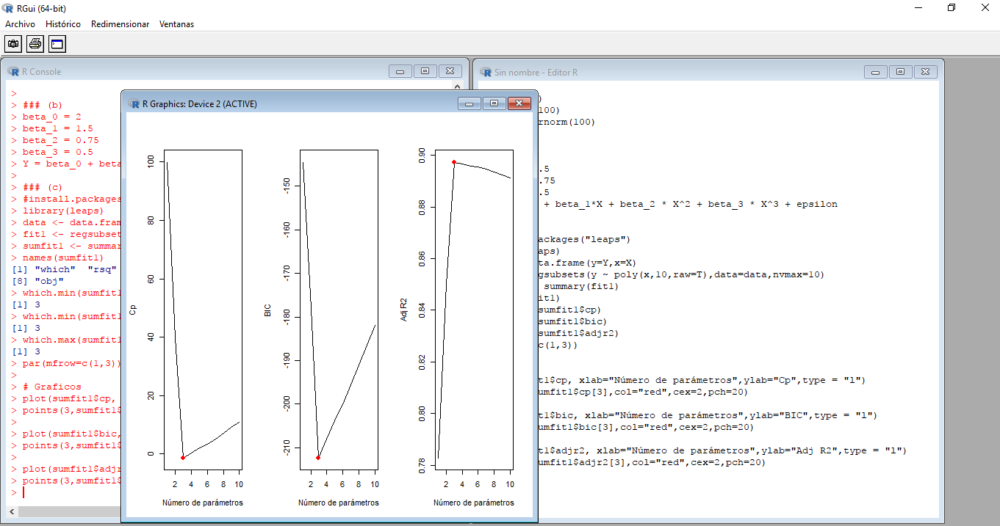 RGui (64-bit)
Archivo Histórico Redimensionar Ventanas
R Console
>
> ### (b)
> beta_0 = 2
> beta_1 = 1.5
> beta_2 = 0.75
> beta_3 = 0.5
> Y = beta_0 + beta
>
> ### (c)
> #install.packages
> library(leaps)
> data <- data.fram
> fit1 <- regsubset
> sumfit1 <- summar
> names(sumfit1)
[1] "which" "rsq"
[8] "obj"
> which.min(sumfit1
[1] 3
> which.min(sumfit1
[1] 3
> which.max(sumfit1
[1] 3
> par(mfrow=c(1,3))
>
> # Graficos
> plot(sumfit1$cp,
> points(3,sumfit1$
>
> plot(sumfit1$bic,
> points(3,sumfit1$
>
> plot(sumfit1$adjr
> points(3,sumfit1$
>
R Graphics: Device 2 (ACTIVE)
Cp
100
80
60
40
20
0
2 4 6 8 10
Número de parámetros
BIC
-150
-160
-170
-180
-190
-200
-210
2 4 6 8 10
Número de parámetros
Adj R2
0.90
0.88
0.86
0.84
0.82
0.80
0.78
2 4 6 8 10
Número de parámetros
Sin nombre - Editor R
)
100)
rnorm(100)
.5
.75
.5
+ beta_1*X + beta_2 * X^2 + beta_3 * X^3 + epsilon
ackages("leaps")
aps)
ta.frame(y=Y,x=X)
gsubsets(y ~ poly(x,10,raw=T),data=data,nvmax=10)
summary(fit1)
it1)
sumfit1$cp)
sumfit1$bic)
sumfit1$adjr2)
c(1,3))
t1$cp, xlab="Número de parámetros",ylab="Cp",type = "l")
umfit1$cp[3],col="red",cex=2,pch=20)
t1$bic, xlab="Número de parámetros",ylab="BIC",type = "l")
umfit1$bic[3],col="red",cex=2,pch=20)
t1$adjr2, xlab="Número de parámetros",ylab="Adj R2",type = "l")
umfit1$adjr2[3],col="red",cex=2,pch=20)